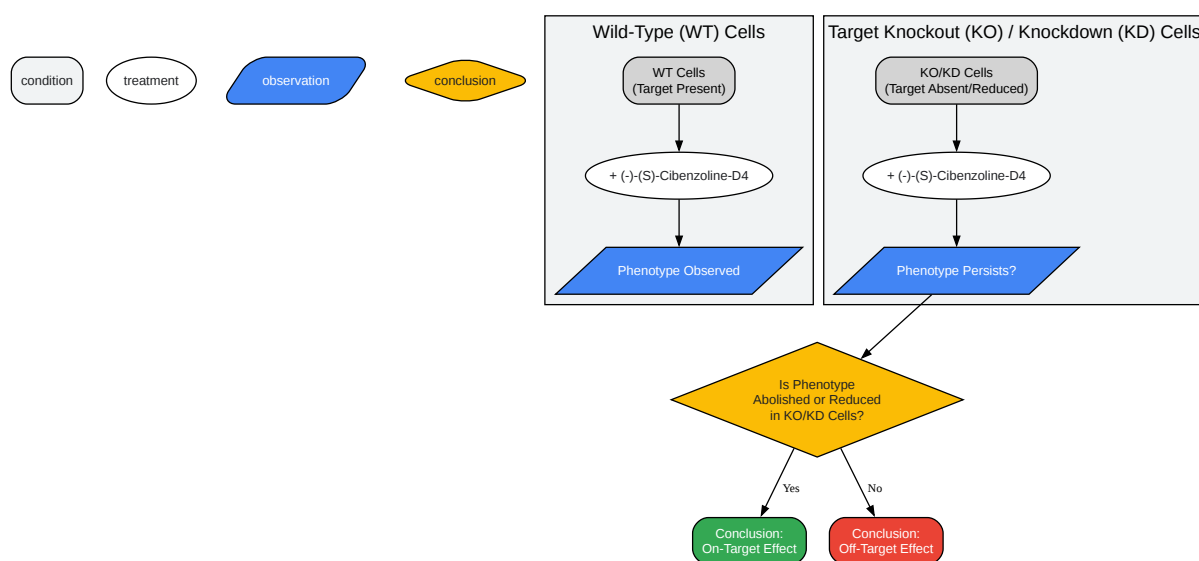 Wild-Type (WT) Cells
Target Knockout (KO) / Knockdown (KD) Cells
condition
treatment
observation
conclusion
WT Cells
(Target Present)
KO/KD Cells
(Target Absent/Reduced)
+ (-)-(S)-Cibenzoline-D4
+ (-)-(S)-Cibenzoline-D4
Phenotype Observed
Phenotype Persists?
Is Phenotype
Abolished or Reduced
in KO/KD Cells?
Yes
No
Conclusion:
On-Target Effect
Conclusion:
Off-Target Effect